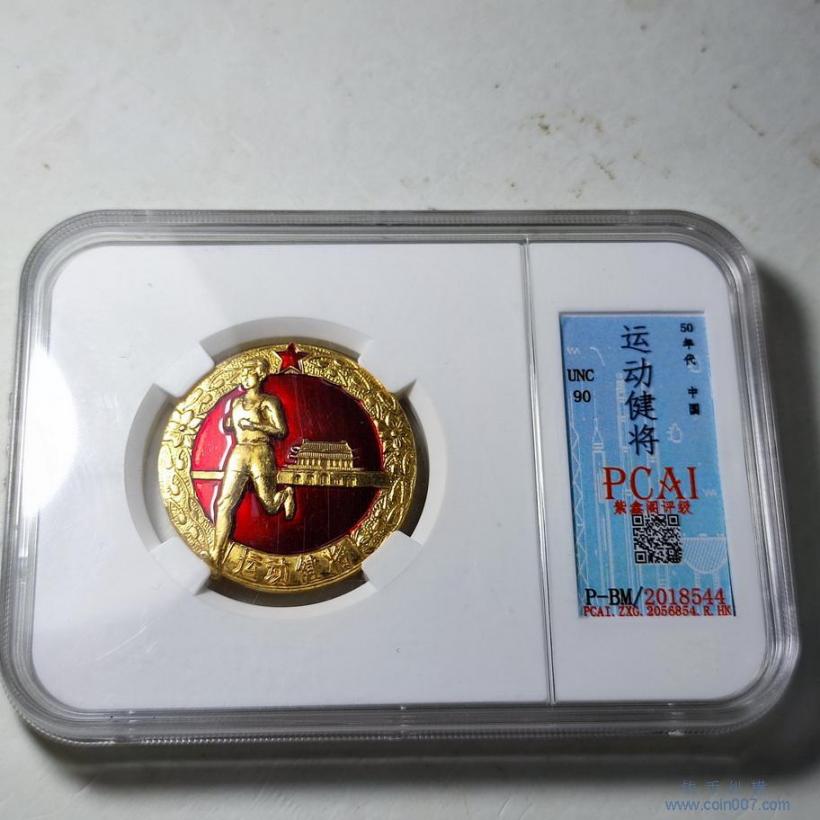 运动健将
50年代 中国
运动健将
UNC
90
PCAI
紫鑫阁评级
P-BM/2018544
PCAI. ZXG. 2056854. R. HK
www.coin007.com